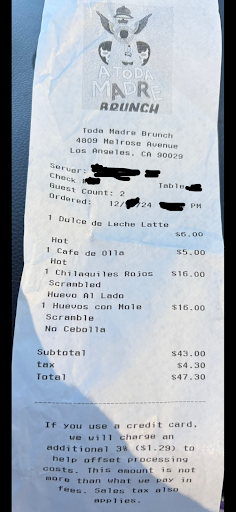 A TODA
MADRE
BRUNCH
Toda Madre Brunch
4809 Melrose Avenue
Los Angeles, CA 90029
Server:
Check
Table
Guest Count: 2
Ordered: 12/ /24 PM
1 Dulce de Leche Latte
$6.00
Hot
1 Cafe de Olla $5.00
Hot
1 Chilaquiles Rojos $16.00
Scrambled
Huevo Al Lado
1 Huevos con Mole $16.00
Scramble
No Cebolla
Subtotal $43.00
tax $4.30
Total $47.30
If you use a credit card,
we will charge an
additional 3% ($1.29) to
help offset processing
costs. This amount is not
more than what we pay in
fees. Sales tax also
applies.